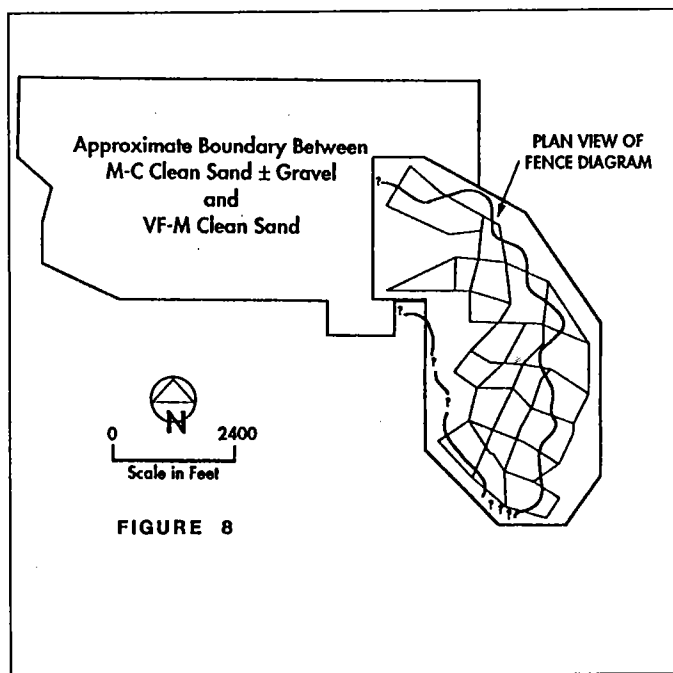 Approximate Boundary Between
M-C Clean Sand ± Gravel
and
VF-M Clean Sand
PLAN VIEW OF
FENCE DIAGRAM
?
?
?
?
?
? ? ?
N
0 2400
Scale in Feet
FIGURE 8